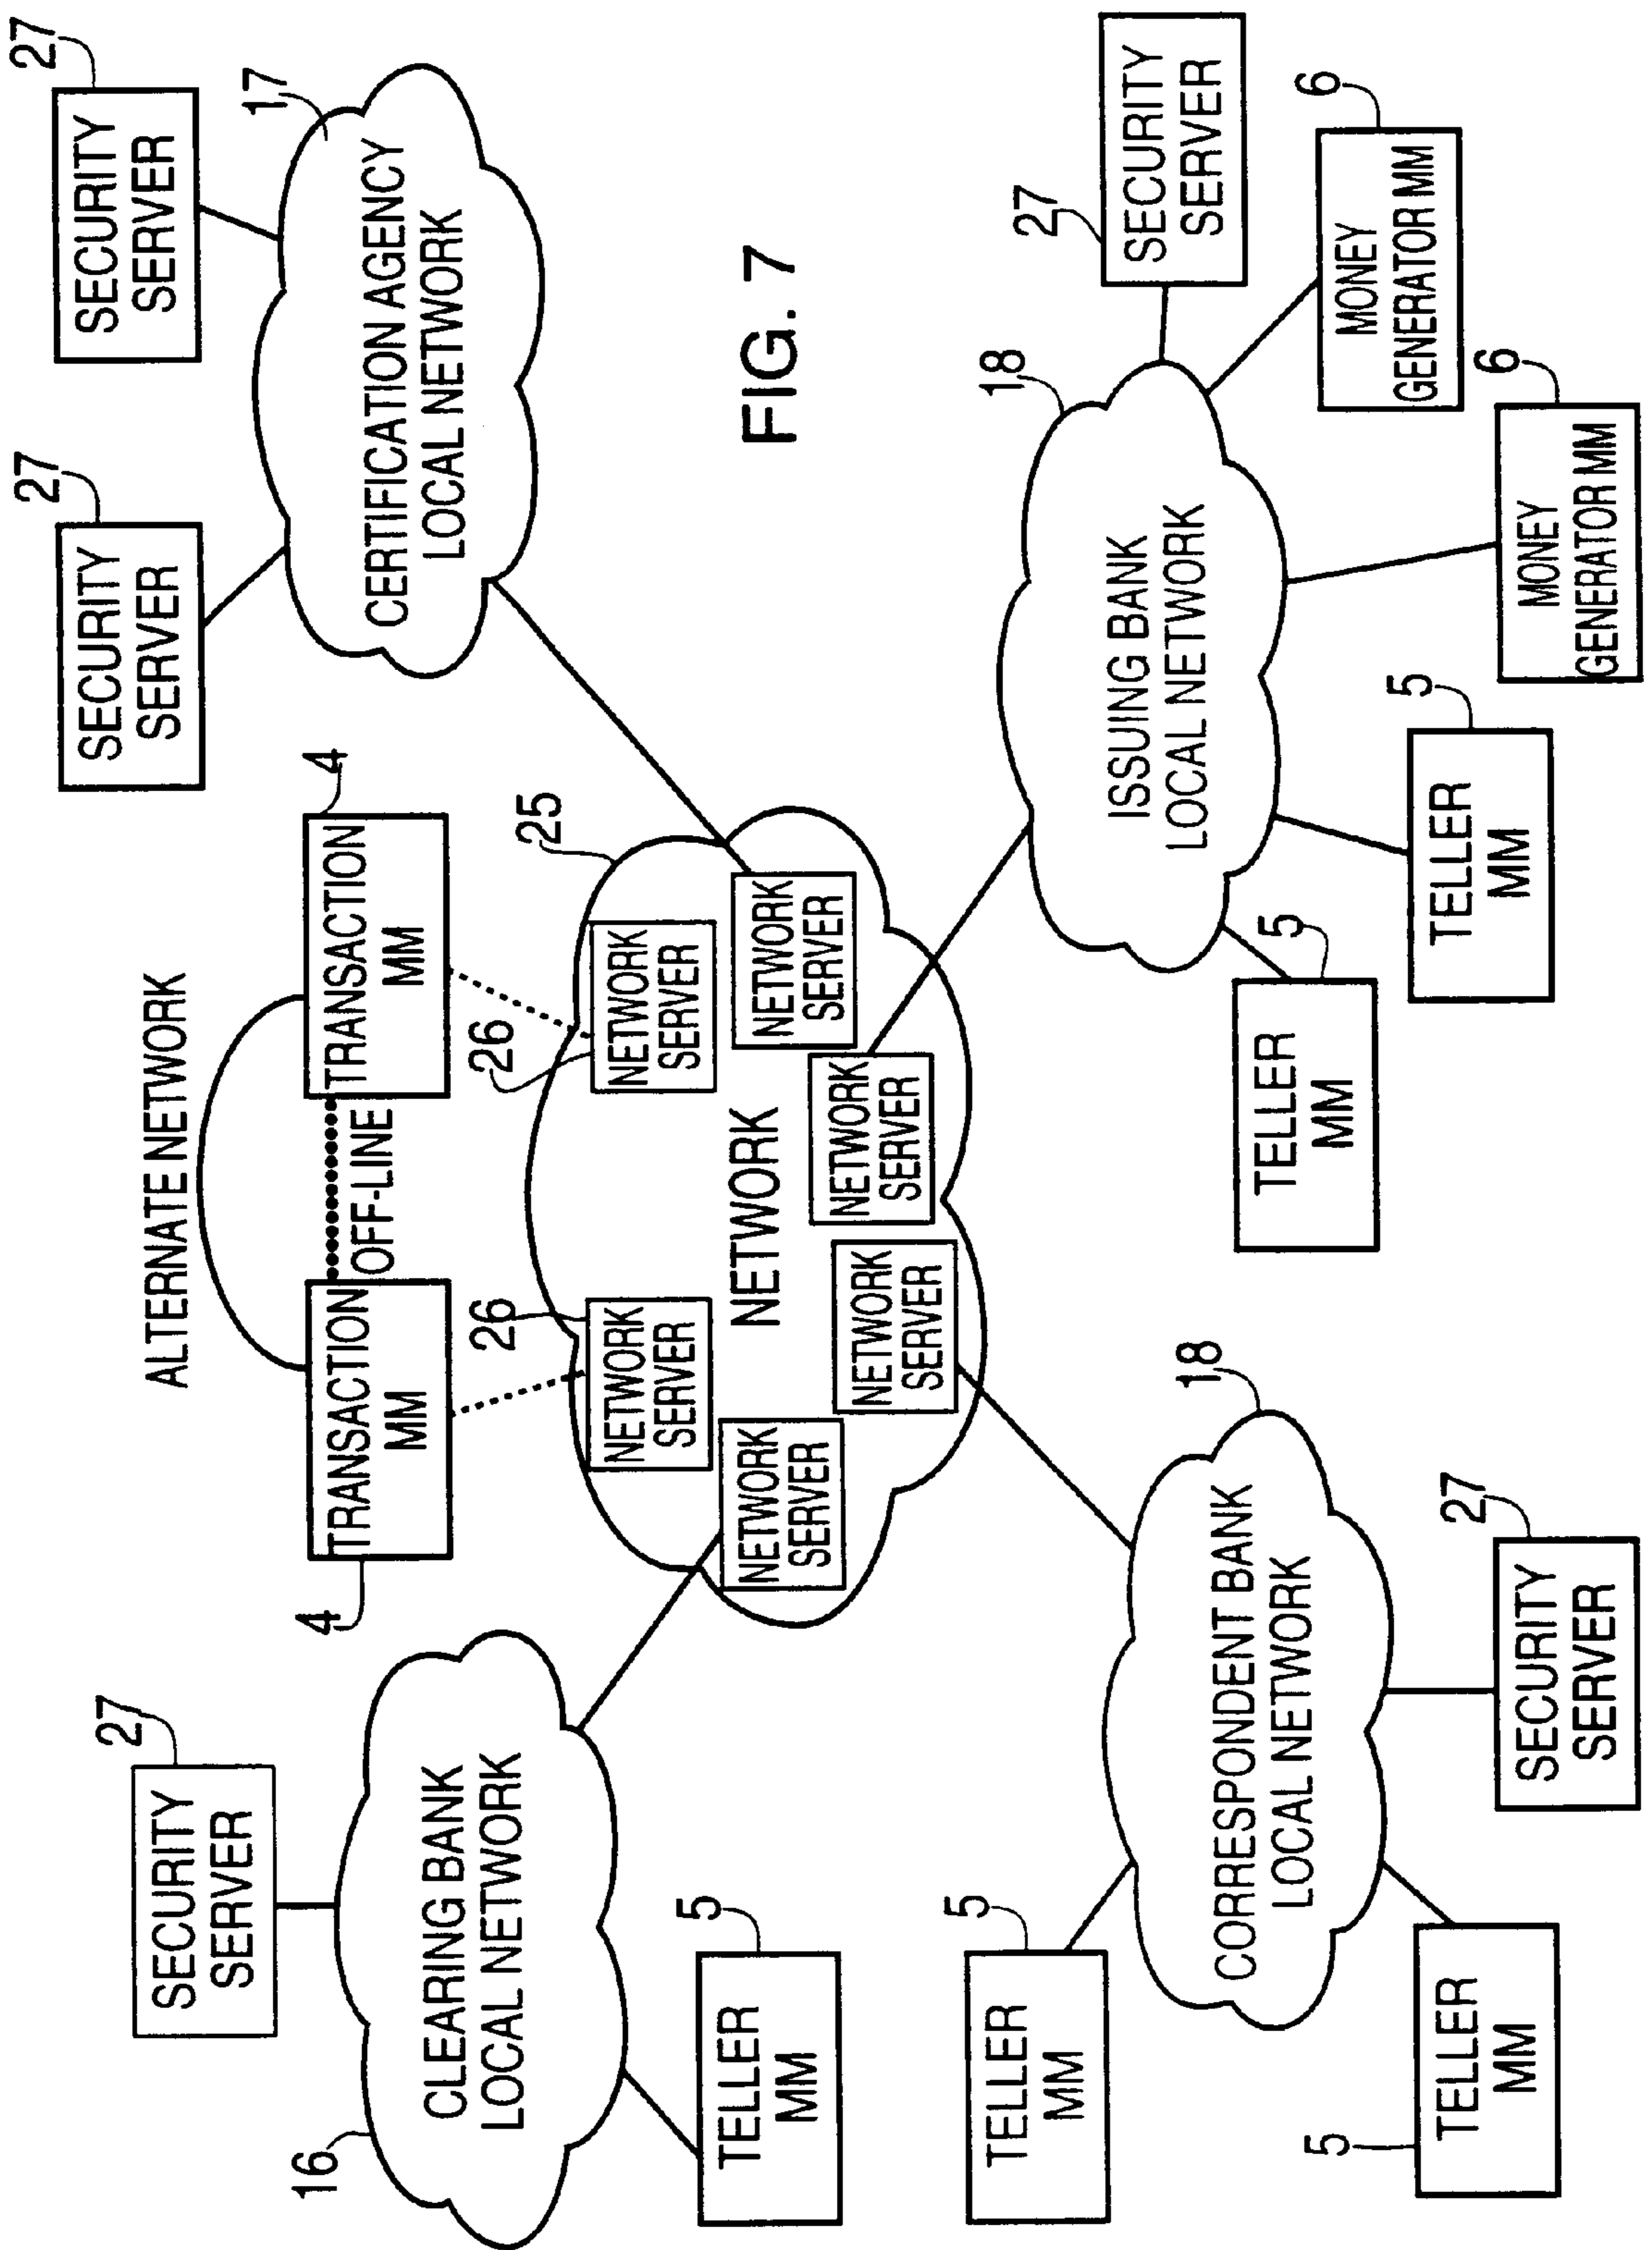 27
SECURITY
SERVER
16
CLEARING BANK
LOCAL NETWORK
5
TELLER
MM
ALTERNATE NETWORK
4
TRANSACTION
MM
OFF-LINE
4
TRANSACTION
MM
26
NETWORK
SERVER
26
NETWORK
SERVER
25
NETWORK
NETWORK
SERVER
NETWORK
SERVER
NETWORK
SERVER
NETWORK
SERVER
27
SECURITY
SERVER
27
SECURITY
SERVER
17
CERTIFICATION AGENCY
LOCAL NETWORK
FIG. 7
5
TELLER
MM
18
CORRESPONDENT BANK
LOCAL NETWORK
5
TELLER
MM
27
SECURITY
SERVER
18
ISSUING BANK
LOCAL NETWORK
27
SECURITY
SERVER
5
TELLER
MM
5
TELLER
MM
6
MONEY
GENERATOR MM
6
MONEY
GENERATOR MM